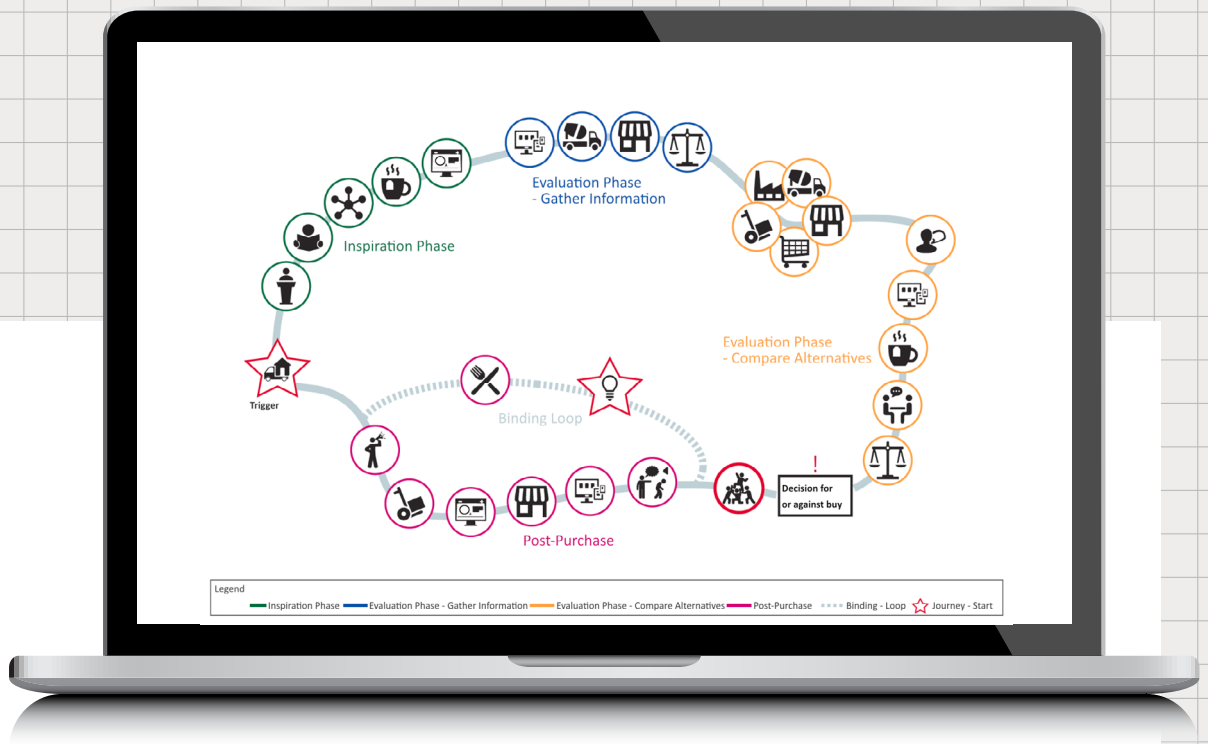 Evaluation Phase
- Gather Information
Inspiration Phase
Evaluation Phase
- Compare Alternatives
Trigger
Binding Loop
!
Decision for
or against buy
Post-Purchase
Legend
Inspiration Phase Evaluation Phase - Gather Information Evaluation Phase - Compare Alternatives Post-Purchase Binding - Loop Journey - Start